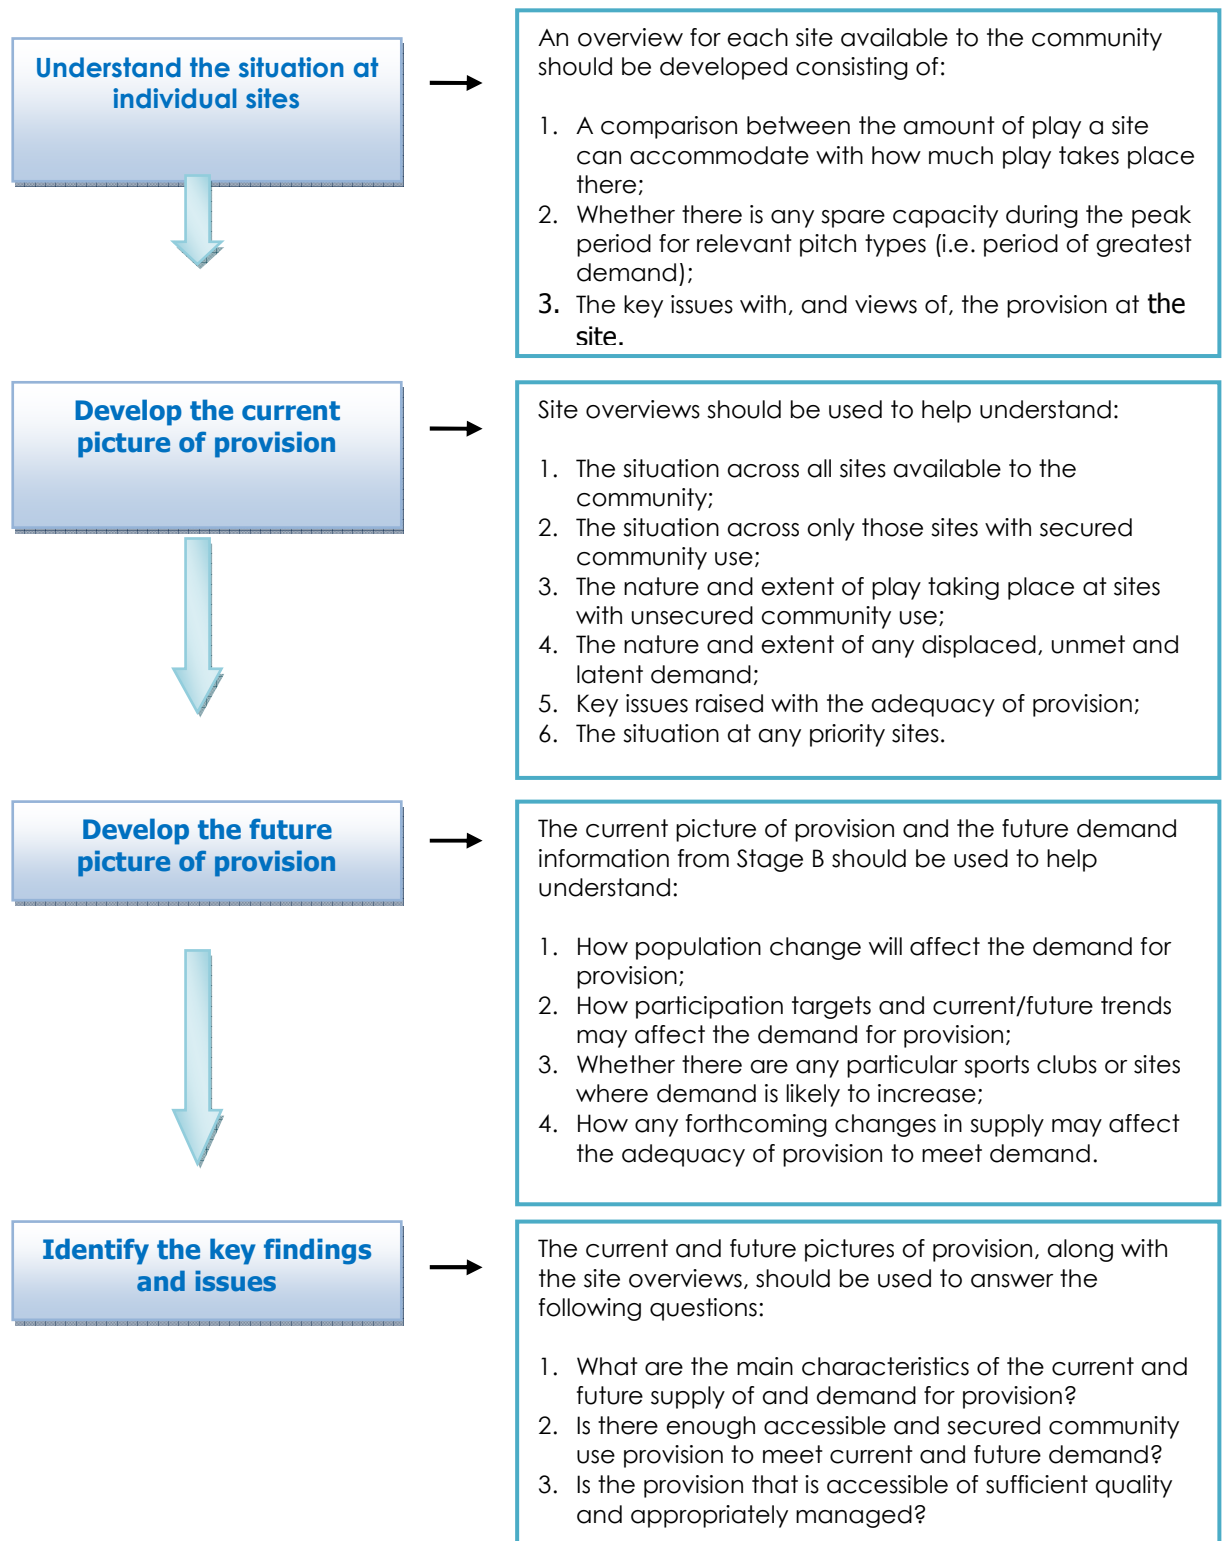 Understand the situation at
individual sites
An overview for each site available to the community
should be developed consisting of:
1. A comparison between the amount of play a site
can accommodate with how much play takes place
there;
2. Whether there is any spare capacity during the peak
period for relevant pitch types (i.e. period of greatest
demand);
3. The key issues with, and views of, the provision at the
site.
Develop the current
picture of provision
Site overviews should be used to help understand:
1. The situation across all sites available to the
community;
2. The situation across only those sites with secured
community use;
3. The nature and extent of play taking place at sites
with unsecured community use;
4. The nature and extent of any displaced, unmet and
latent demand;
5. Key issues raised with the adequacy of provision;
6. The situation at any priority sites.
Develop the future
picture of provision
The current picture of provision and the future demand
information from Stage B should be used to help
understand:
1. How population change will affect the demand for
provision;
2. How participation targets and current/future trends
may affect the demand for provision;
3. Whether there are any particular sports clubs or sites
where demand is likely to increase;
4. How any forthcoming changes in supply may affect
the adequacy of provision to meet demand.
Identify the key findings
and issues
The current and future pictures of provision, along with
the site overviews, should be used to answer the
following questions:
1. What are the main characteristics of the current and
future supply of and demand for provision?
2. Is there enough accessible and secured community
use provision to meet current and future demand?
3. Is the provision that is accessible of sufficient quality
and appropriately managed?